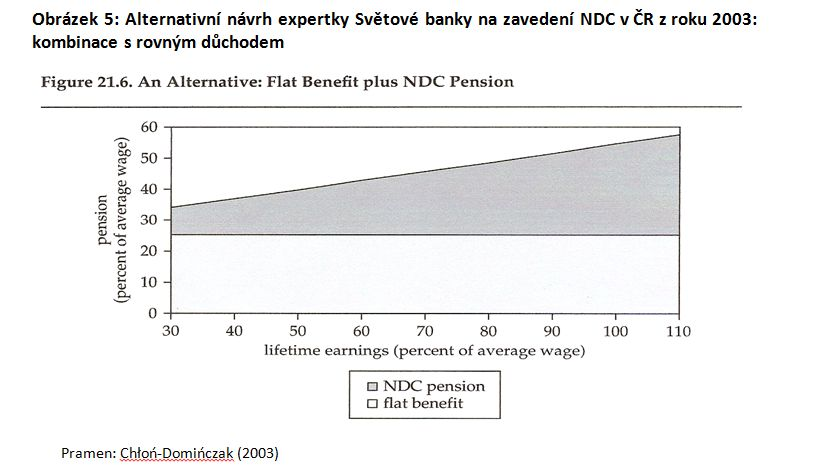 Obrázek 5: Alternativní návrh expertky Světové banky na zavedení NDC v ČR z roku 2003:
kombinace s rovným důchodem
Figure 21.6. An Alternative: Flat Benefit plus NDC Pension
pension
(percent of average wage)
60
50
40
30
20
10
0
30 40 50 60 70 80 90 100 110
lifetime earnings (percent of average wage)
NDC pension
flat benefit
Pramen: Chłoń-Domińczak (2003)